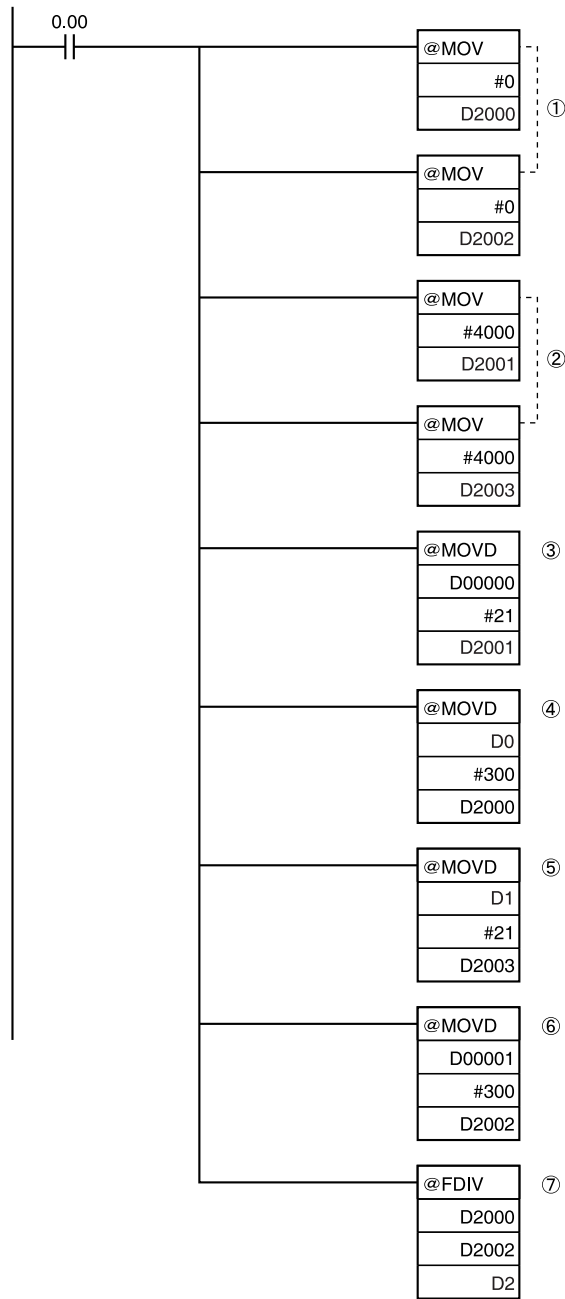 0.00
@MOV
#0
D2000
①
@MOV
#0
D2002
@MOV
#4000
D2001
②
@MOV
#4000
D2003
@MOVD ③
D00000
#21
D2001
@MOVD ④
D0
#300
D2000
@MOVD ⑤
D1
#21
D2003
@MOVD ⑥
D00001
#300
D2002
@FDIV ⑦
D2000
D2002
D2